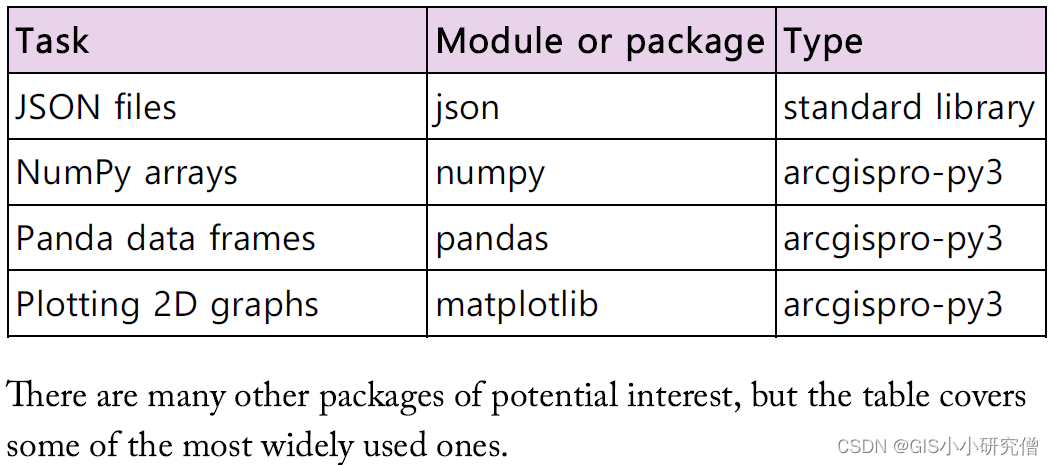 Task Module or package Type
JSON files json standard library
NumPy arrays numpy arcgispro-py3
Panda data frames pandas arcgispro-py3
Plotting 2D graphs matplotlib arcgispro-py3
There are many other packages of potential interest, but the table covers
some of the most widely used ones.
CSDN @GIS小小研究僧